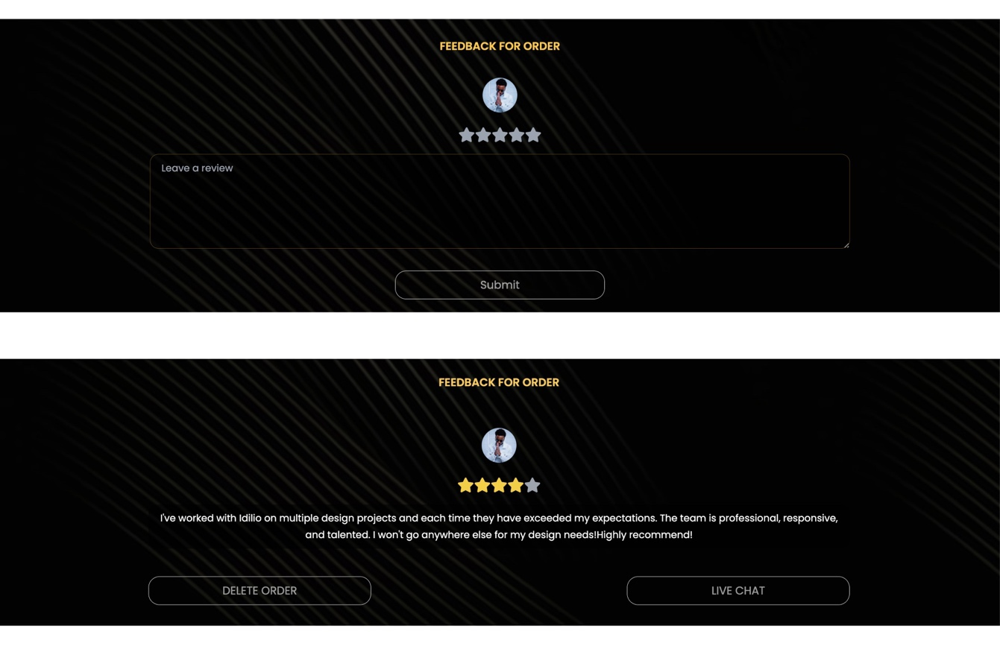 FEEDBACK FOR ORDER
Leave a review
Submit
FEEDBACK FOR ORDER
I've worked with Idilio on multiple design projects and each time they have exceeded my expectations. The team is professional, responsive,
and talented. I won't go anywhere else for my design needs!Highly recommend!
DELETE ORDER
LIVE CHAT